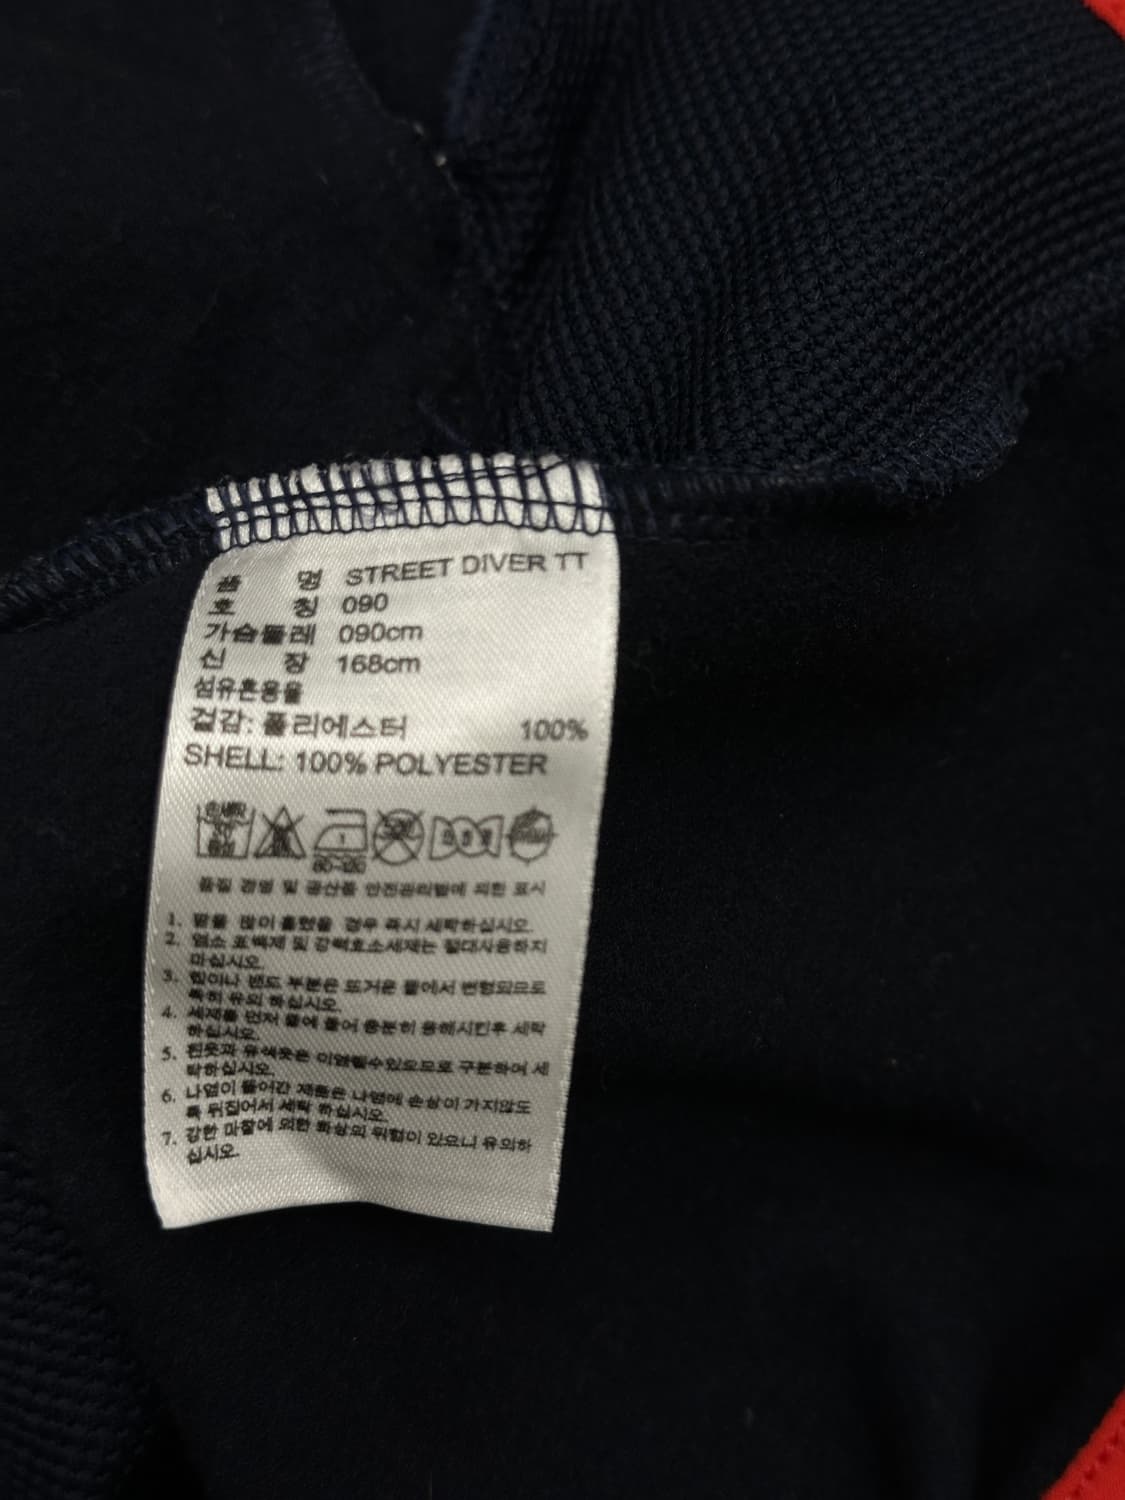 품 명 STREET DIVER TT
호 칭 090
가슴둘레 090cm
신 장 168cm
섬유혼용율
겉감: 폴리에스터 100%
SHELL: 100% POLYESTER
80~120
품질 경영 및 공산품 안전관리법에 의한 표시
1. 땀을 많이 흘렸을 경우 즉시 세탁하십시오.
2. 염소 표백제 및 강력효소세제는 절대사용하지
마십시오.
3. 린이나 밴드 부분은 뜨거운 물에서 변형되므로
특히 유의 하십시오.
4. 세제를 먼저 물에 풀어 충분히 용해시킨후 세탁
하십시오.
5. 흰옷과 유색옷은 이염될수있으므로 구분하여 세
탁하십시오.
6. 나염이 들어간 제품은 나염에 손상이 가지않도
록 뒤집어서 세탁 하십시오.
7. 강한 마찰에 의한 화상의 위험이 있으니 유의하
십시오.